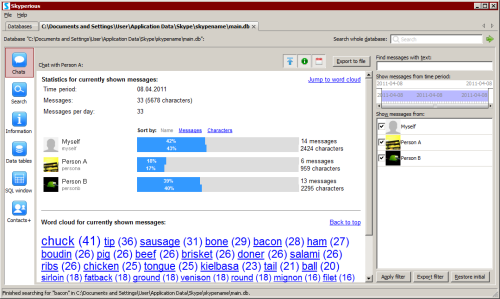 Skyperious
File Help
Databases C:\Documents and Settings\User\Application Data\Skype\skypename\main.db
Database "C:\Documents and Settings\User\Application Data\Skype\skypename\main.db": Search whole database: Search
Chats
Search
Information
Data tables
SQL window
Contacts+
Chat with Person A: Export to file
Statistics for currently shown messages: Jump to word cloud
Time period: 08.04.2011
Messages: 33 (5678 characters)
Messages per day: 33
Sort by: Name Messages Characters
Myself 42% 14 messages
myself 43% 2424 characters
Person A 18% 6 messages
persona 17% 959 characters
Person B 39% 13 messages
personb 40% 2295 characters
Word cloud for currently shown messages: Back to top
chuck (41) tip (36) sausage (31) bone (29) bacon (28) ham (27)
boudin (26) pig (26) beef (26) brisket (26) doner (26) salami (26)
ribs (26) chicken (25) tongue (25) kielbasa (23) tail (21) ball (20)
sirloin (18) fatback (18) ground (18) venison (18) round (18) mignon (16) filet (16)
Find messages with text:
Show messages from time period:
2011-04-08 2011-04-08
2011-04-08 2011-04-08
Show messages from:
Myself
Person A
Person B
Apply filter Export filter Restore initial
Finished searching for "bacon" in C:\Documents and Settings\User\Application Data\Skype\skypename\main.db.